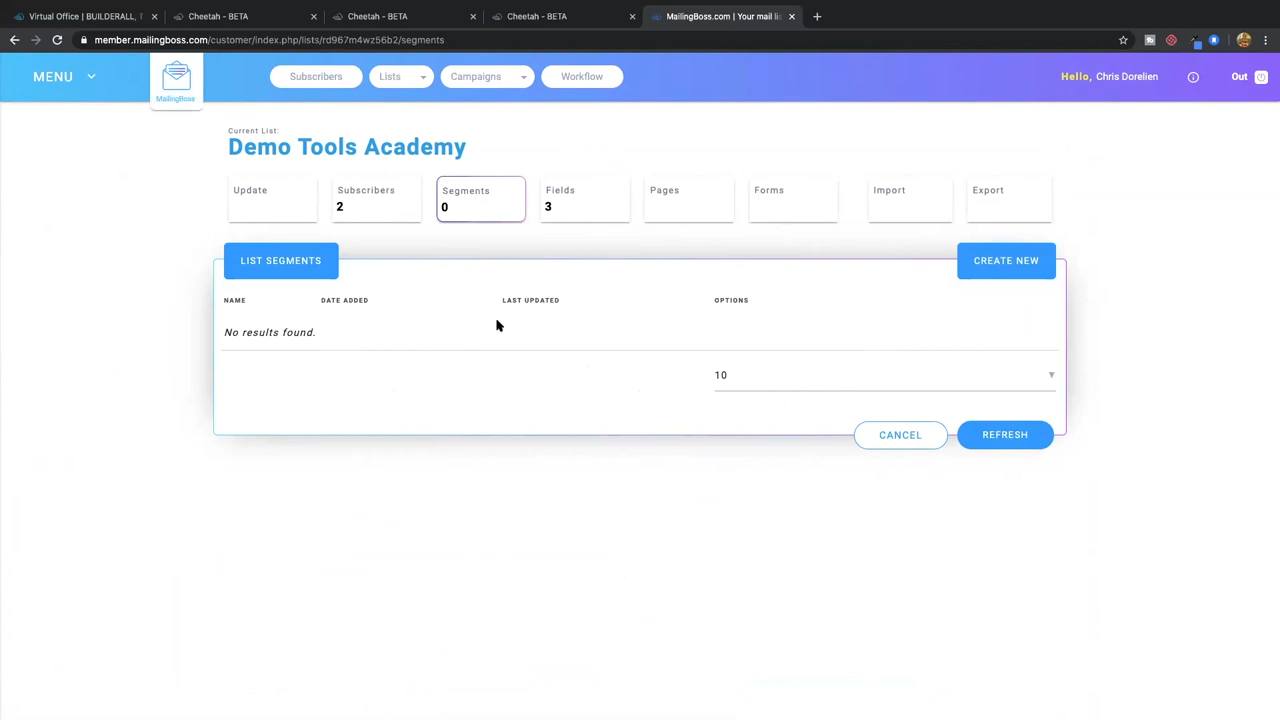 Virtual Office | BUILDERALL, T
Cheetah - BETA
Cheetah - BETA
Cheetah - BETA
MailingBoss.com | Your mail li
member.mailingboss.com/customer/index.php/lists/rd967m4wz56b2/segments
MENU
MailingBoss
Subscribers
Lists
Campaigns
Workflow
Hello, Chris Dorelien
Out
Current List:
Demo Tools Academy
Update
Subscribers
2
Segments
0
Fields
3
Pages
Forms
Import
Export
LIST SEGMENTS
CREATE NEW
NAME DATE ADDED LAST UPDATED OPTIONS
No results found.
10
CANCEL
REFRESH